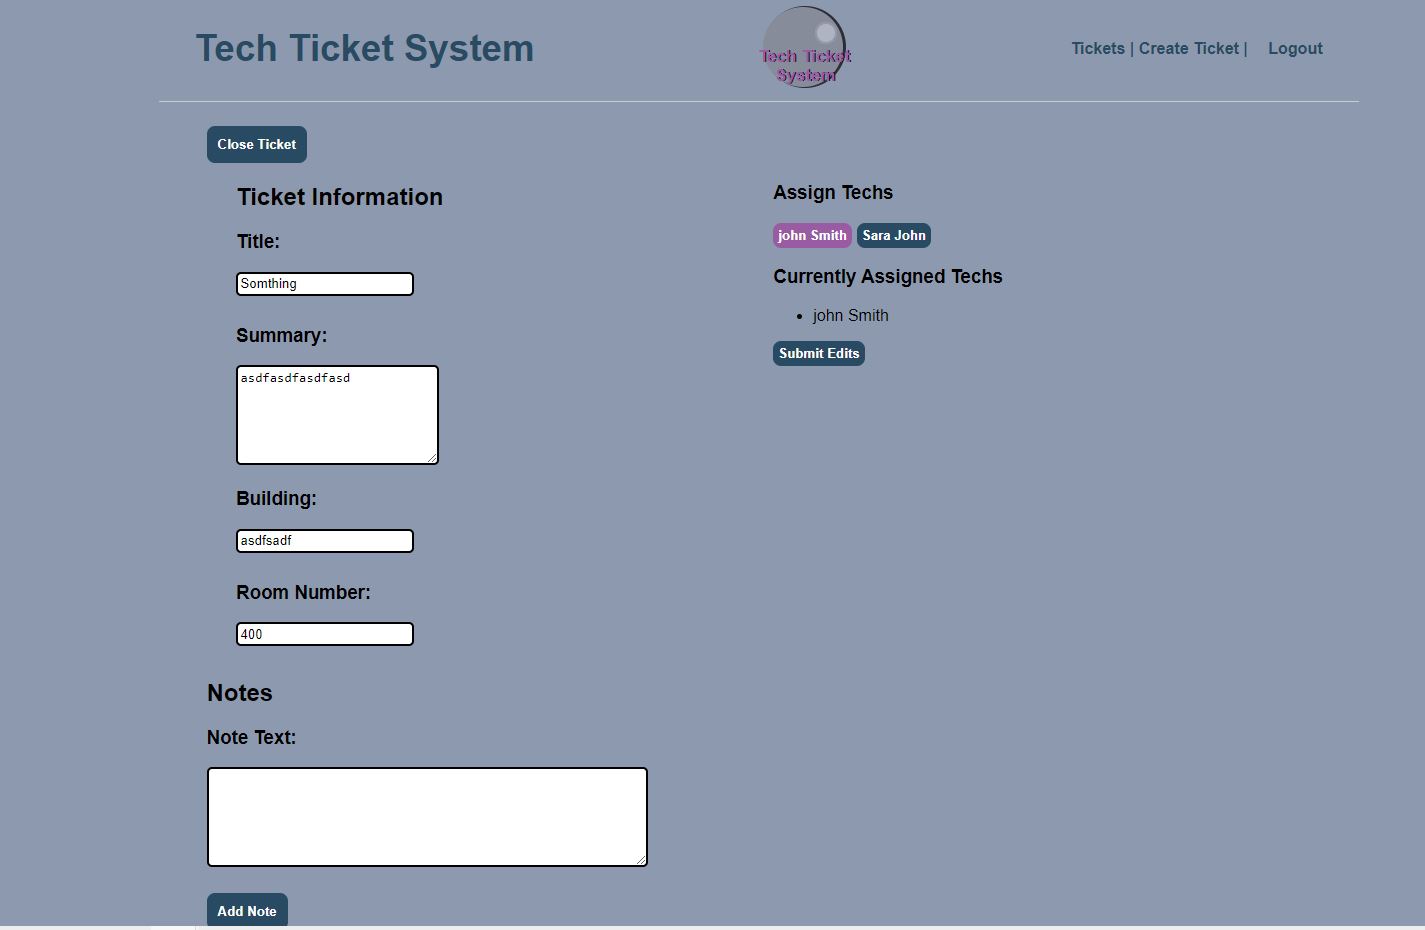 Tech Ticket System
Tech Ticket
System
Tickets | Create Ticket | Logout
Close Ticket
Ticket Information
Title:
Somthing
Summary:
asdfasdfasdfasd
Building:
asdfsadf
Room Number:
400
Assign Techs
john Smith Sara John
Currently Assigned Techs
• john Smith
Submit Edits
Notes
Note Text:
Add Note